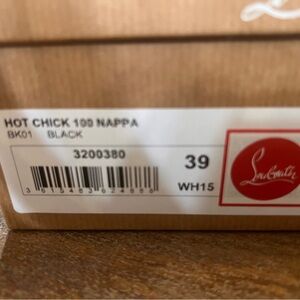 HOT CHICK 100 NAPPA
BK01 BLACK
3200380
39
WH15
Louboutin